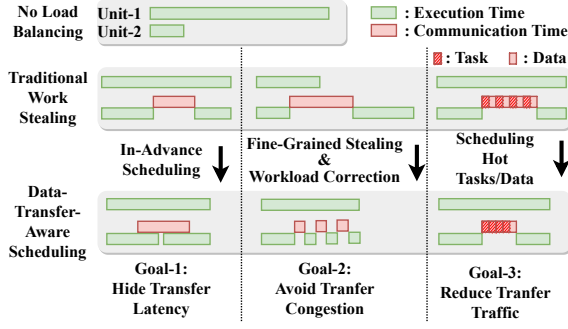 No Load
Balancing
Unit-1
Unit-2
: Execution Time
: Communication Time
: Task
: Data
Traditional
Work
Stealing
In-Advance
Scheduling
Fine-Grained Stealing
&
Workload Correction
Scheduling
Hot
Tasks/Data
Data-
Transfer-
Aware
Scheduling
Goal-1:
Hide Transfer
Latency
Goal-2:
Avoid Tranfer
Congestion
Goal-3:
Reduce Tranfer
Traffic